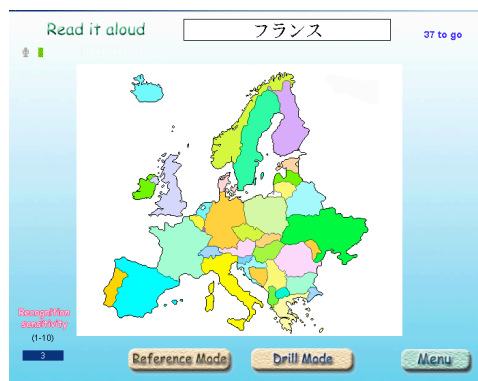 Read it aloud
フランス
37 to go
Recognition
sensitivity
(1-10)
3
Reference Mode
Drill Mode
Menu